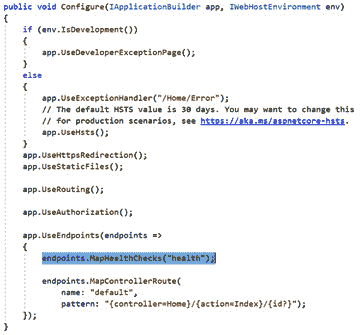 public void Configure(IApplicationBuilder app, IWebHostEnvironment env)
{
if (env.IsDevelopment())
{
app.UseDeveloperExceptionPage();
}
else
{
app.UseExceptionHandler("/Home/Error");
// The default HSTS value is 30 days. You may want to change this
// for production scenarios, see https://aka.ms/aspnetcore-hsts.
app.UseHsts();
}
app.UseHttpsRedirection();
app.UseStaticFiles();
app.UseRouting();
app.UseAuthorization();
app.UseEndpoints(endpoints =>
{
endpoints.MapHealthChecks("health");
endpoints.MapControllerRoute(
name: "default",
pattern: "{controller=Home}/{action=Index}/{id?}");
});
}